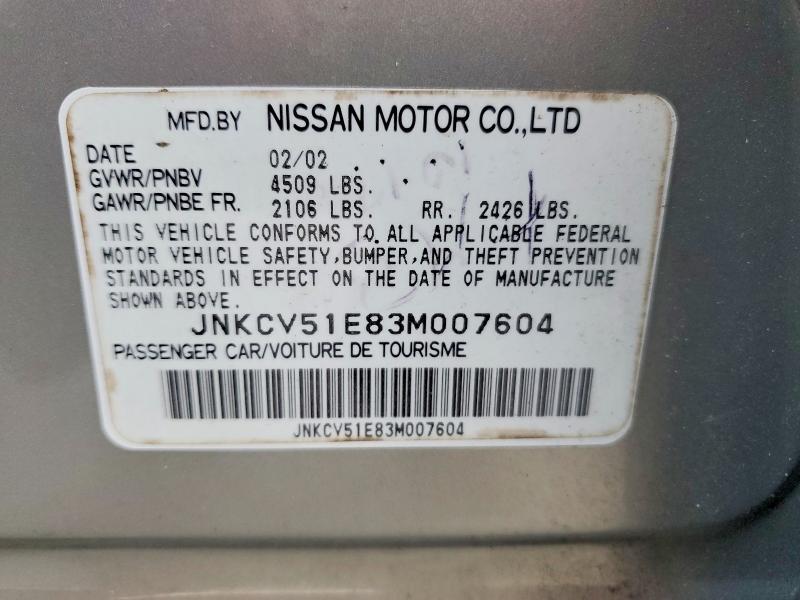 MFD.BY NISSAN MOTOR CO.,LTD
DATE 02/02
GVWR/PNBV 4509 LBS.
GAWR/PNBE FR. 2106 LBS. RR. 2426 LBS.
THIS VEHICLE CONFORMS TO ALL APPLICABLE FEDERAL
MOTOR VEHICLE SAFETY,BUMPER,AND THEFT PREVENTION
STANDARDS IN EFFECT ON THE DATE OF MANUFACTURE
SHOWN ABOVE.
JNKCV51E83M007604
PASSENGER CAR/VOITURE DE TOURISME
JNKCV51E83M007604